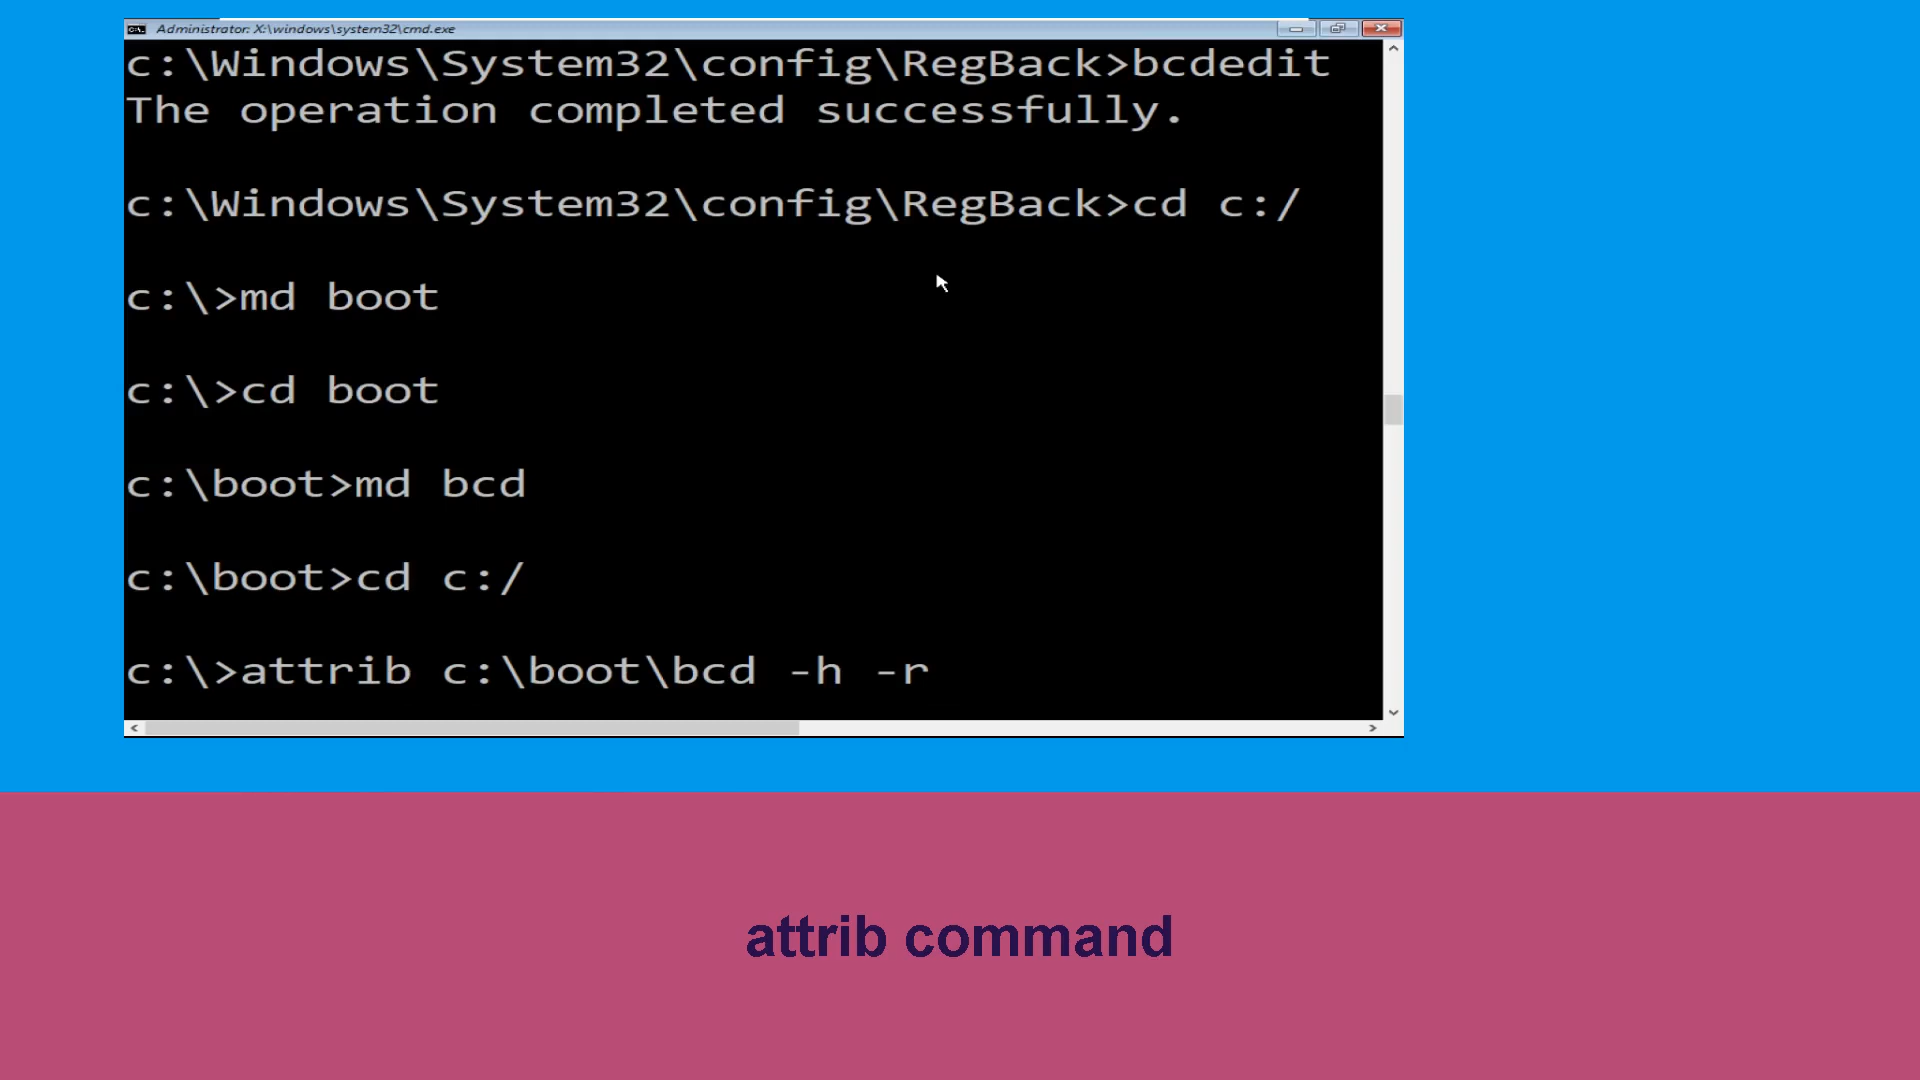 Administrator: X:\windows\system32\cmd.exe
c:\Windows\System32\config\RegBack>bcdedit
The operation completed successfully.
c:\Windows\System32\config\RegBack>cd c:/
c:\>md boot
c:\>cd boot
c:\boot>md bcd
c:\boot>cd c:/
c:\>attrib c:\boot\bcd -h -r
attrib command